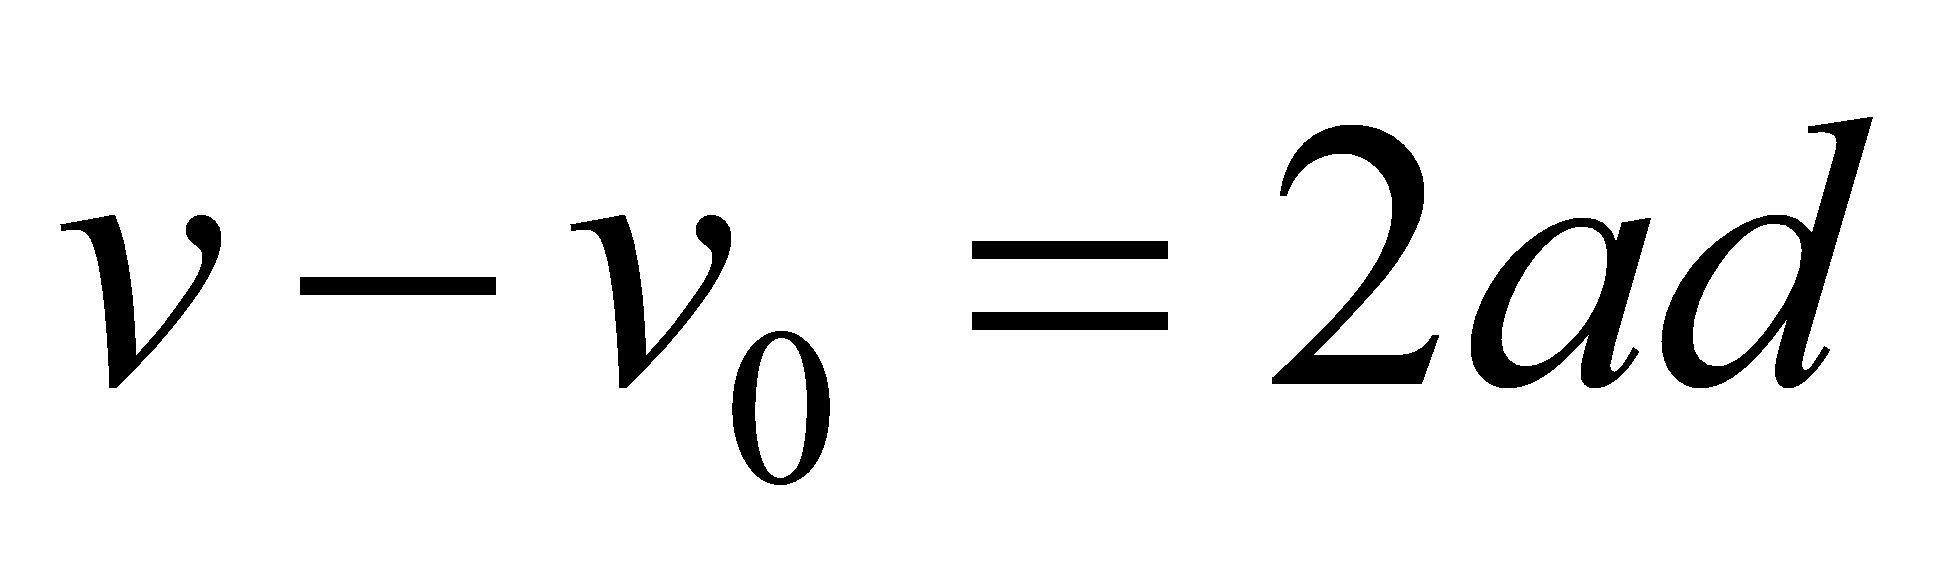 v − v₀ = 2ad